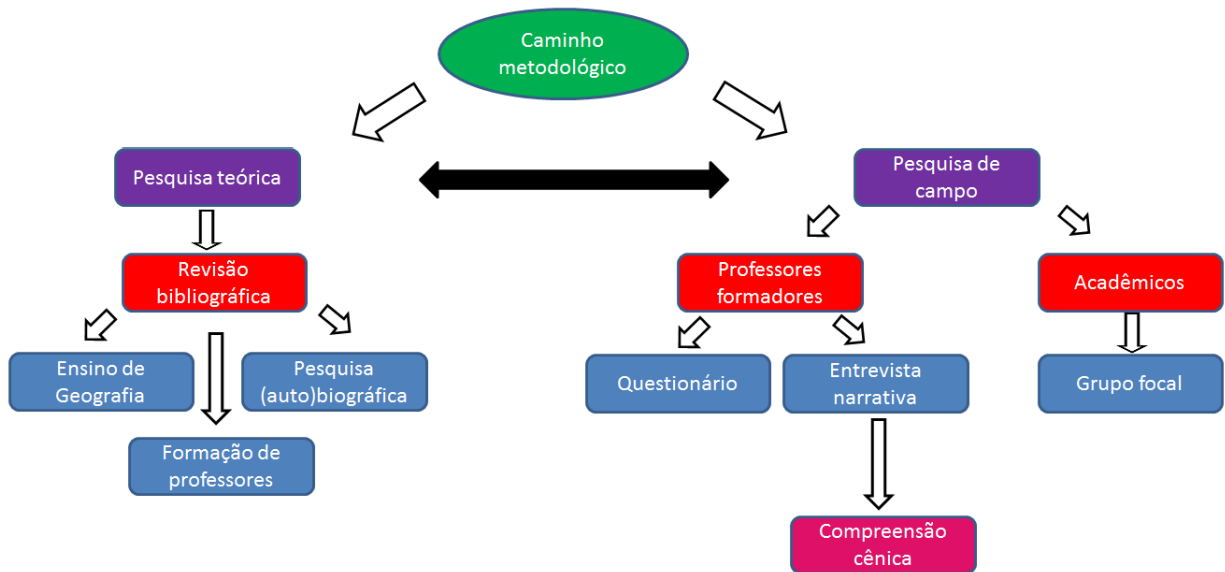 Caminho
metodológico
Pesquisa teórica
Pesquisa de
campo
Revisão
bibliográfica
Professores
formadores
Acadêmicos
Ensino de
Geografia
Pesquisa
(auto)biográfica
Questionário
Entrevista
narrativa
Grupo focal
Formação de
professores
Compreensão
cênica